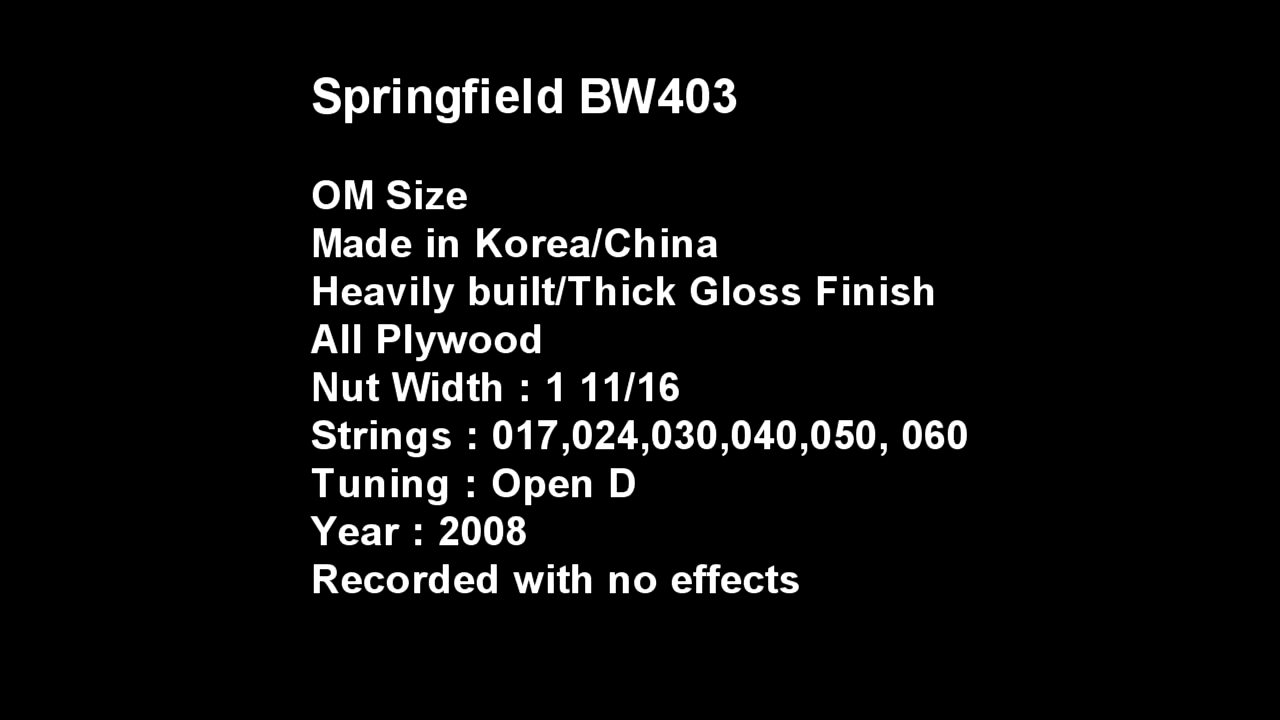 Springfield BW403
OM Size
Made in Korea/China
Heavily built/Thick Gloss Finish
All Plywood
Nut Width : 1 11/16
Strings : 017,024,030,040,050, 060
Tuning : Open D
Year : 2008
Recorded with no effects